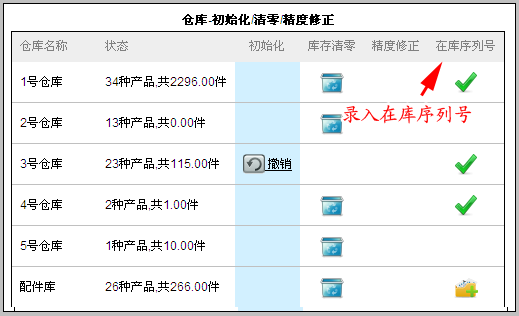 仓库-初始化/清零/精度修正
仓库名称 状态 初始化 库存清零 精度修正 在库序列号
1号仓库 34种产品,共2296.00件
录入在库序列号
2号仓库 13种产品,共0.00件
3号仓库 23种产品,共115.00件 撤销
4号仓库 2种产品,共1.00件
5号仓库 1种产品,共10.00件
配件库 26种产品,共266.00件